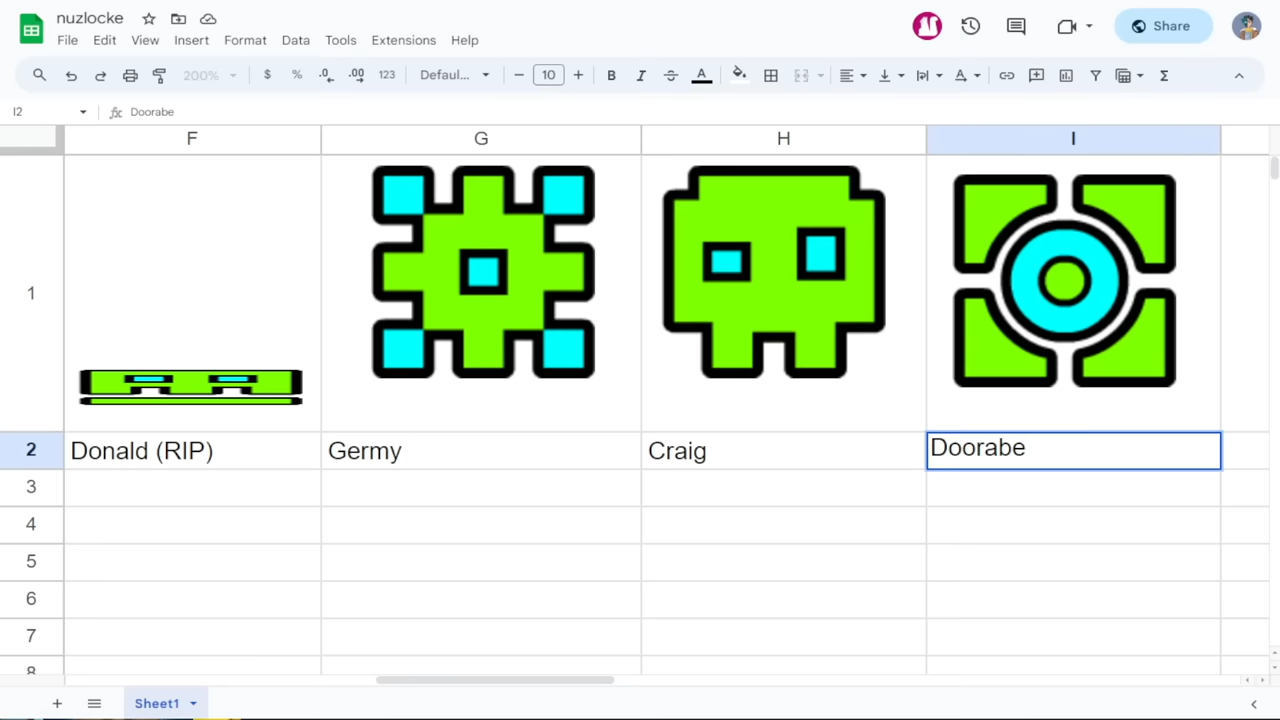 nuzlocke
File Edit View Insert Format Data Tools Extensions Help
Share
200% $ % .0 .00 123 Defaul... − 10 + B I S A Σ
I2 fx Doorabe
F G H I
1
2 Donald (RIP) Germy Craig Doorabe
3
4
5
6
7
8
+ Sheet1